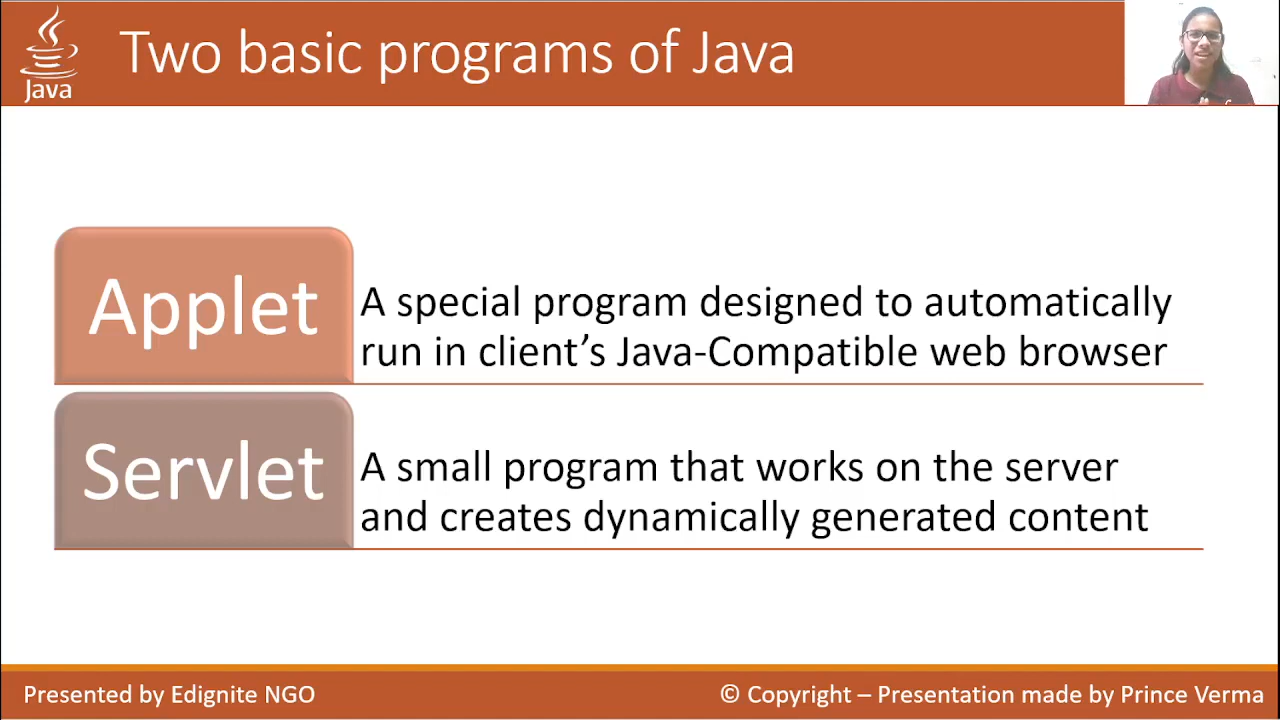 Java
Two basic programs of Java
Applet
A special program designed to automatically
run in client’s Java-Compatible web browser
Servlet
A small program that works on the server
and creates dynamically generated content
Presented by Edignite NGO
© Copyright – Presentation made by Prince Verma